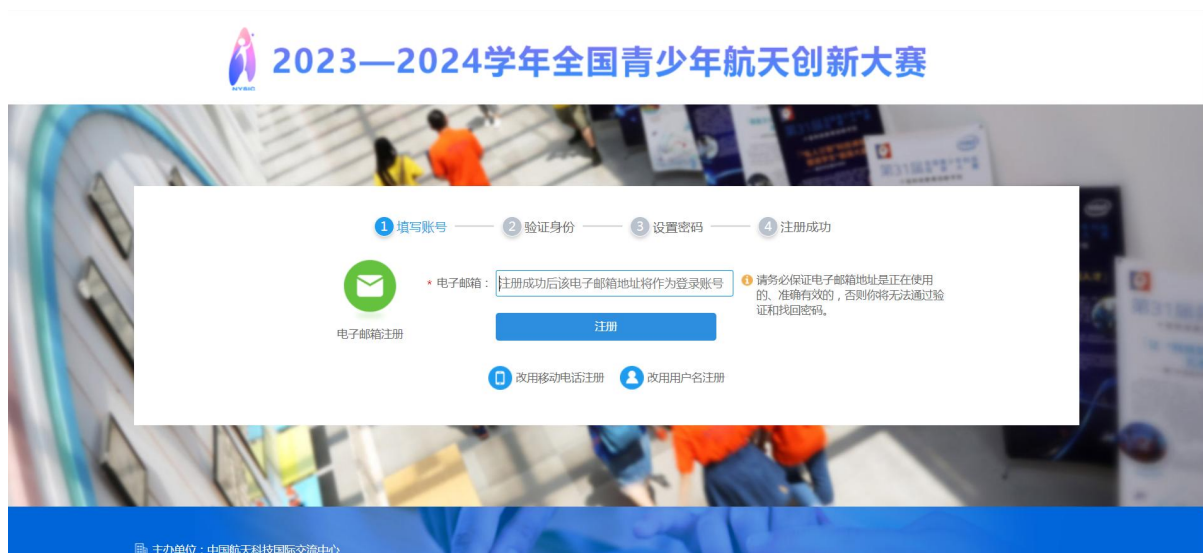 2023—2024学年全国青少年航天创新大赛
1 填写账号
2 验证身份
3 设置密码
4 注册成功
* 电子邮箱：
注册成功后该电子邮箱地址将作为登录账号
请务必保证电子邮箱地址是正在使用
的、准确有效的，否则你将无法通过验
证和找回密码。
电子邮箱注册
注册
改用移动电话注册
改用用户名注册
主办单位：中国航天科技国际交流中心